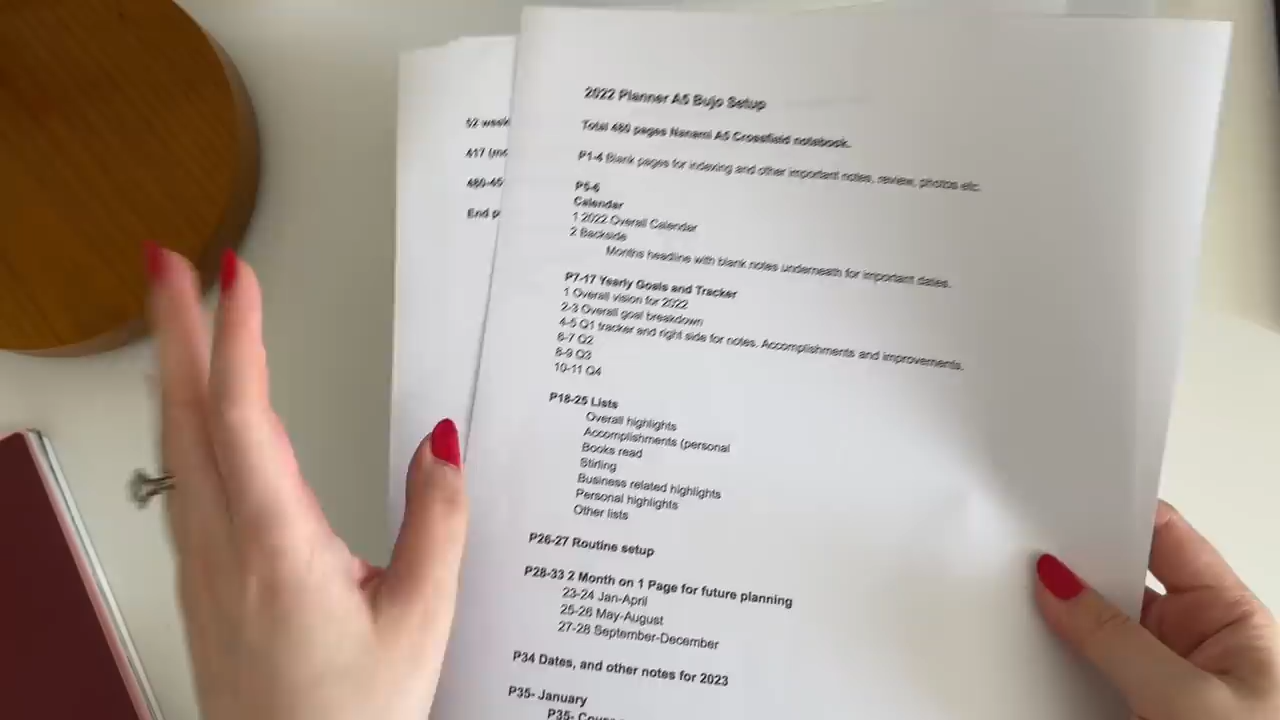 2022 Planner A5 Bujo Setup
Total 480 pages Nanami A5 Crossfield notebook.
P1-4 Blank pages for indexing and other important notes, review, photos etc.
P5-6
Calendar
1 2022 Overall Calendar
2 Backside
Months headline with blank notes underneath for important dates.
P7-17 Yearly Goals and Tracker
1 Overall vision for 2022
2-3 Overall goal breakdown
4-5 Q1 tracker and right side for notes. Accomplishments and improvements.
6-7 Q2
8-9 Q3
10-11 Q4
P18-25 Lists
Overall highlights
Accomplishments (personal
Books read
Stirling
Business related highlights
Personal highlights
Other lists
P26-27 Routine setup
P28-33 2 Month on 1 Page for future planning
23-24 Jan-April
25-26 May-August
27-28 September-December
P34 Dates, and other notes for 2023
P35- January
P35-
52 week
End p